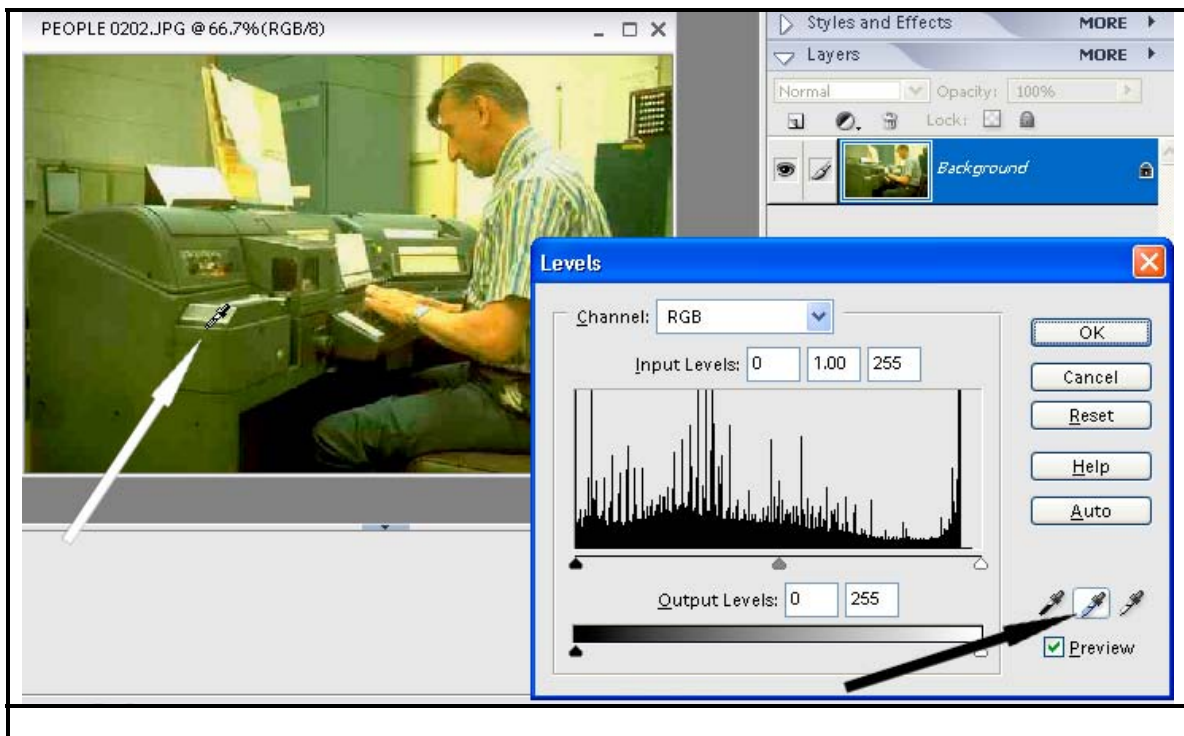 PEOPLE 0202.JPG @ 66.7%(RGB/8)
Styles and Effects MORE
Layers MORE
Normal Opacity: 100%
Lock:
Background
Levels
Channel: RGB
OK
Input Levels: 0 1.00 255
Cancel
Reset
Help
Auto
Output Levels: 0 255
Preview